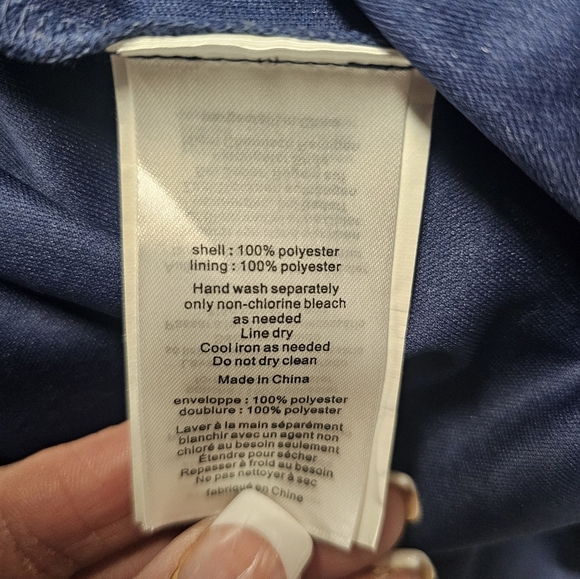 shell : 100% polyester
lining : 100% polyester
Hand wash separately
only non-chlorine bleach
as needed
Line dry
Cool iron as needed
Do not dry clean
Made in China
enveloppe : 100% polyester
doublure : 100% polyester
Laver à la main séparément
blanchir avec un agent non
chloré au besoin seulement
Étendre pour sécher
Repasser à froid au besoin
Ne pas nettoyer à sec
fabriqué en Chine